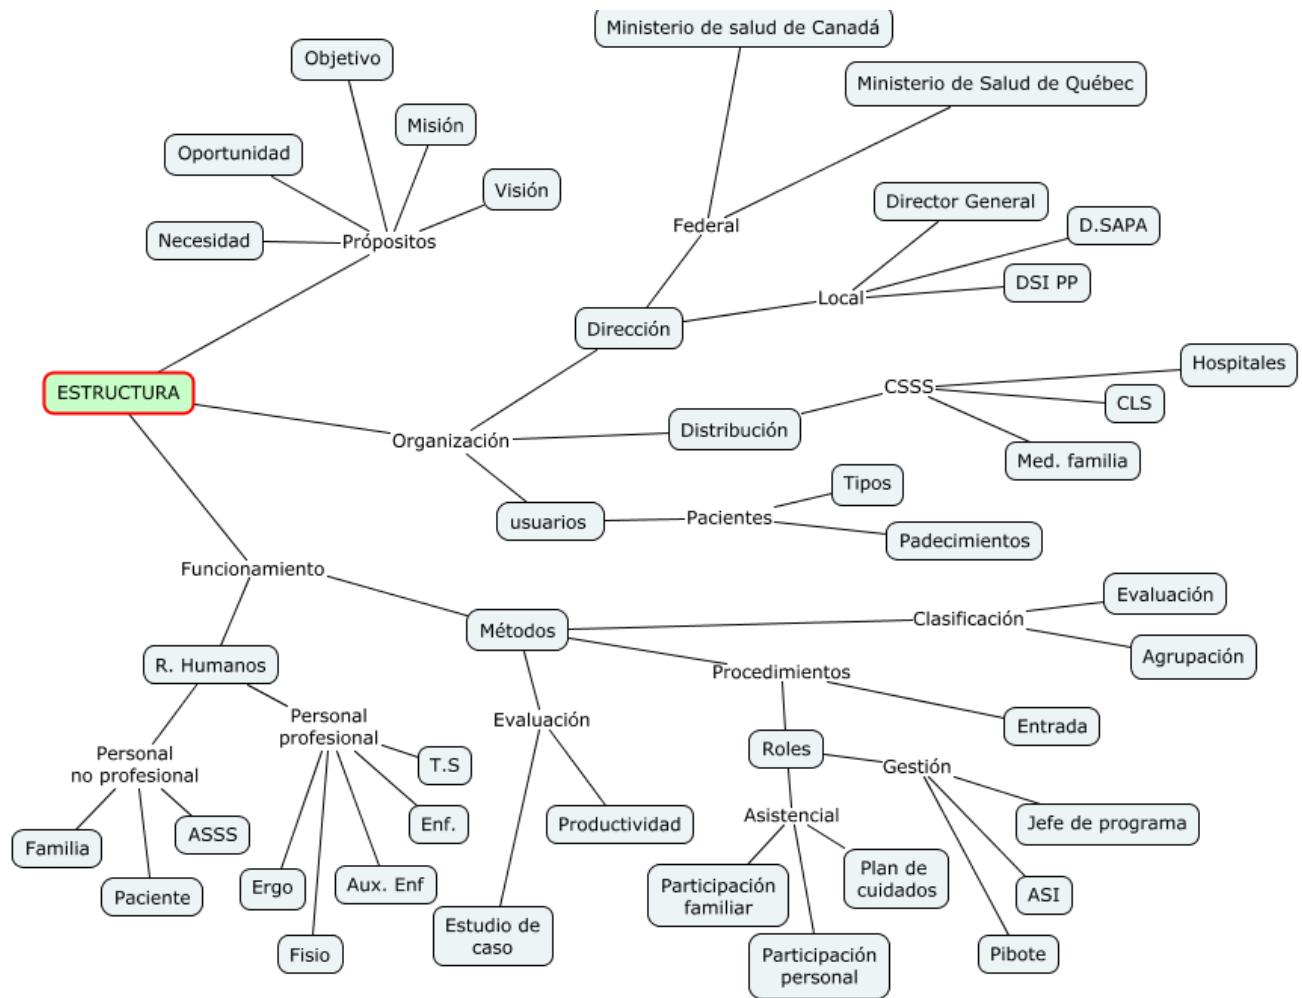 Ministerio de salud de Canadá
Objetivo
Ministerio de Salud de Québec
Misión
Oportunidad
Visión
Director General
Federal
D.SAPA
Necesidad
Própositos
DSI PP
Local
Dirección
Hospitales
ESTRUCTURA
CSSS
CLS
Distribución
Organización
Med. familia
Tipos
usuarios
Pacientes
Padecimientos
Funcionamiento
Evaluación
Clasificación
Métodos
Agrupación
R. Humanos
Procedimientos
Personal
profesional
Evaluación
Entrada
Roles
Personal
no profesional
T.S
Gestión
Asistencial
Jefe de programa
Productividad
Enf.
ASSS
Familia
Plan de
cuidados
Participación
familiar
Ergo
Aux. Enf
ASI
Paciente
Estudio de
caso
Fisio
Participación
personal
Pibote